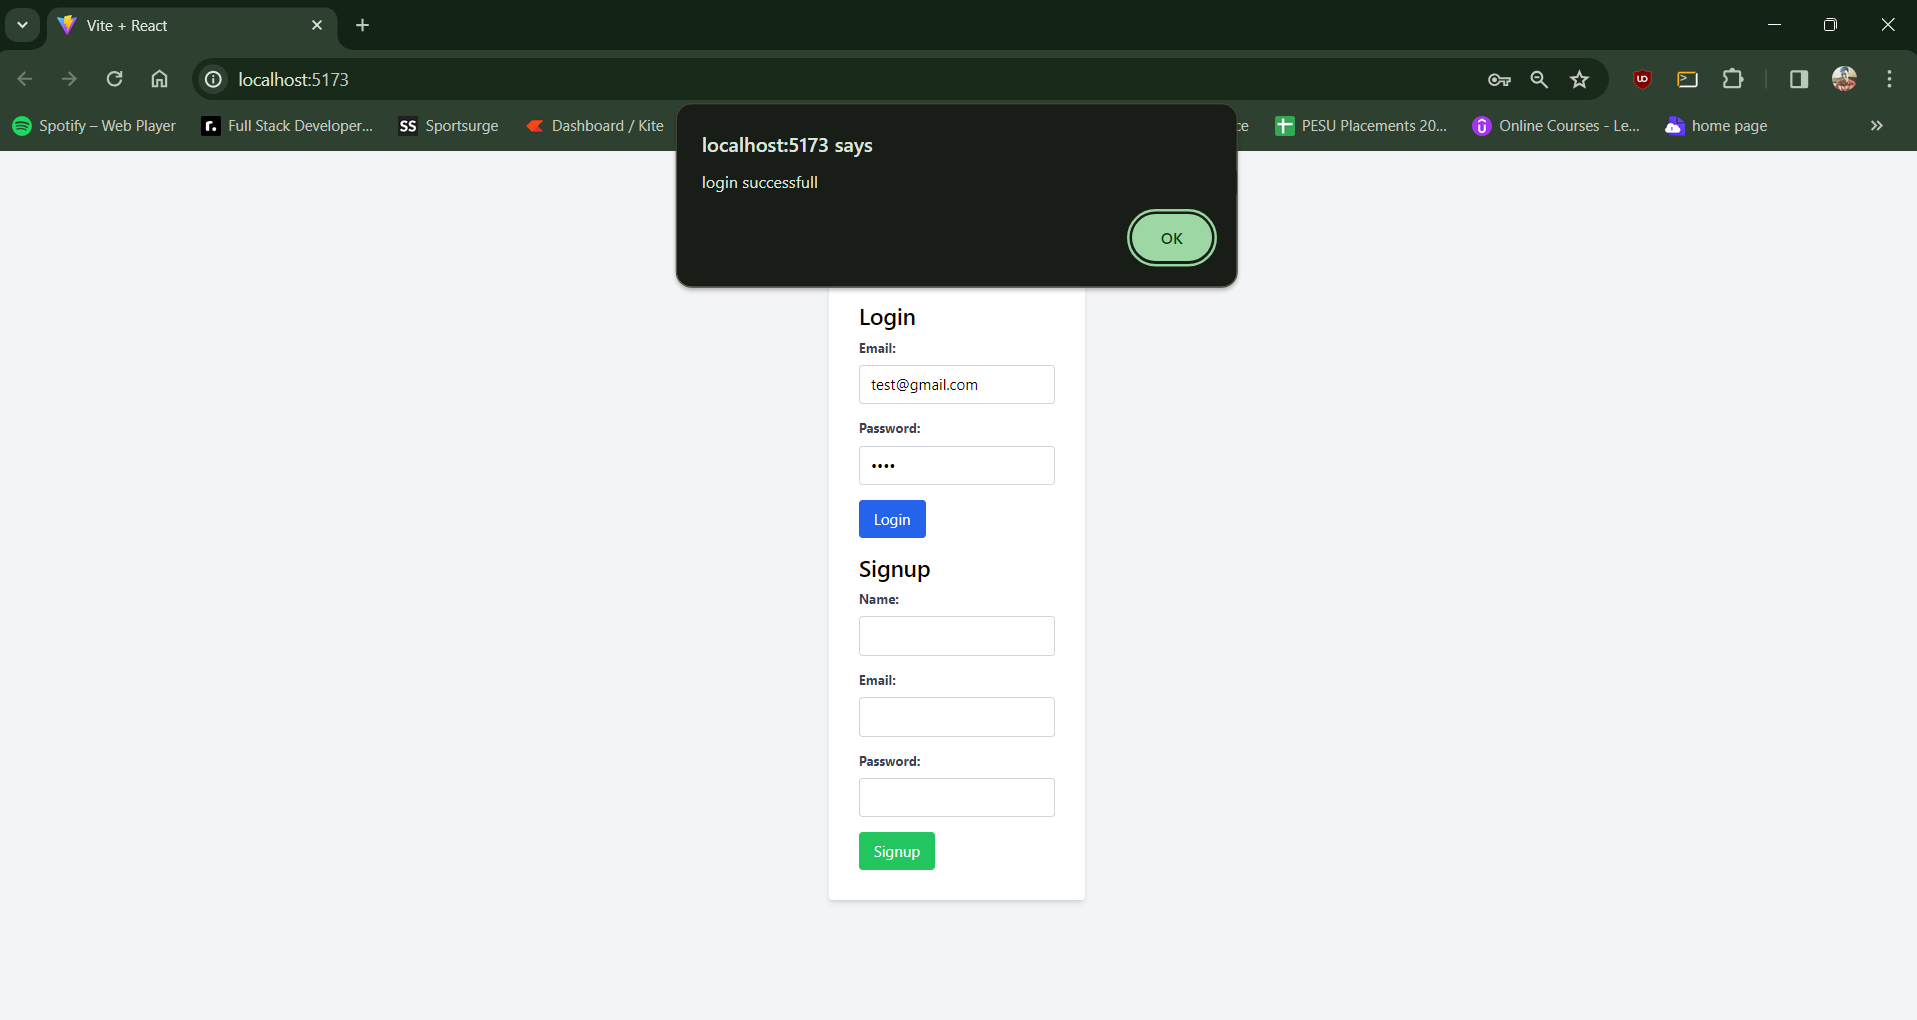 Vite + React
localhost:5173
Spotify – Web Player
Full Stack Developer...
SS Sportsurge
Dashboard / Kite
ce
PESU Placements 20...
Online Courses - Le...
home page
localhost:5173 says
login successfull
OK
Login
Email:
test@gmail.com
Password:
••••
Login
Signup
Name:
Email:
Password:
Signup